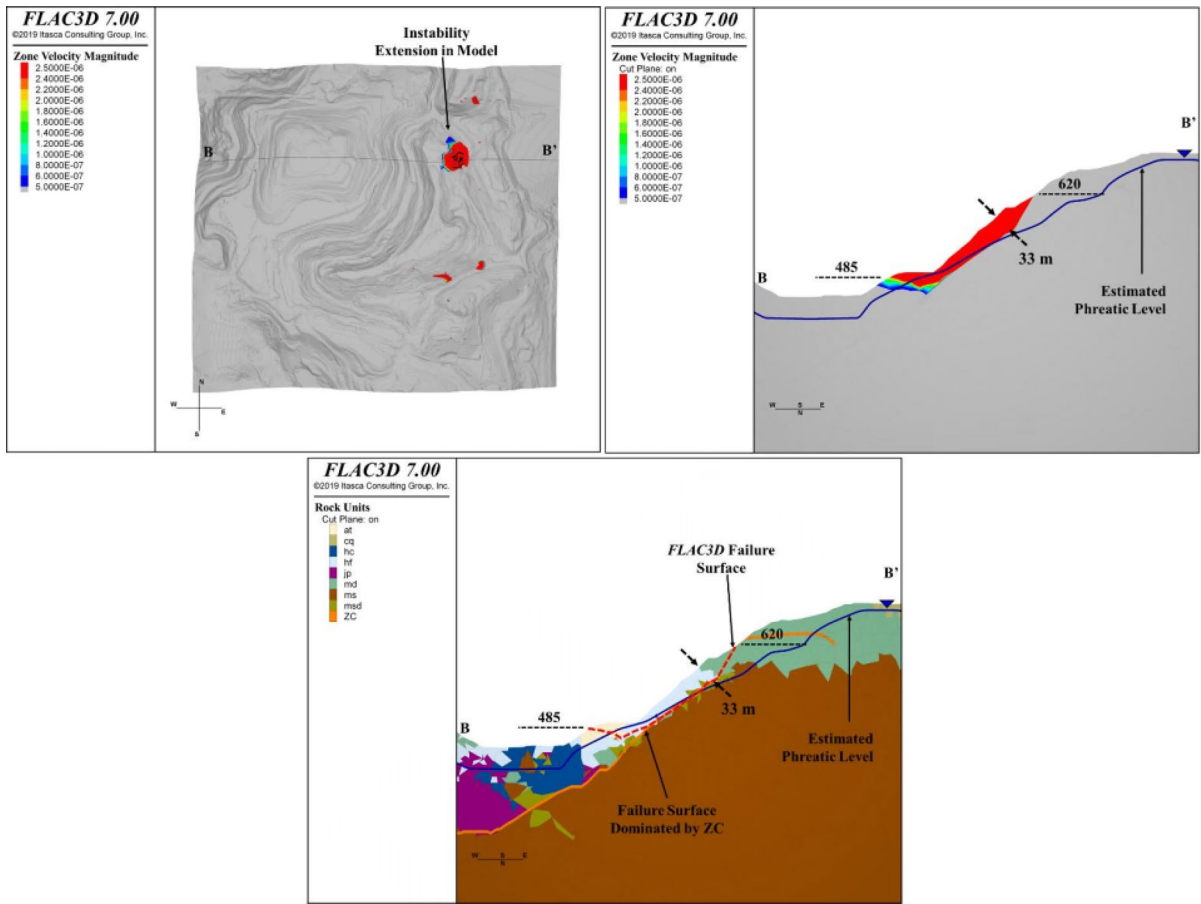 FLAC3D 7.00
©2019 Itasca Consulting Group, Inc.
Zone Velocity Magnitude
2.5000E-06
2.4000E-06
2.2000E-06
2.0000E-06
1.8000E-06
1.6000E-06
1.4000E-06
1.2000E-06
1.0000E-06
8.0000E-07
6.0000E-07
5.0000E-07
Instability
Extension in Model
B
B'
N
W
E
S
FLAC3D 7.00
©2019 Itasca Consulting Group, Inc.
Zone Velocity Magnitude
Cut Plane: on
2.5000E-06
2.4000E-06
2.2000E-06
2.0000E-06
1.6000E-06
1.4000E-06
1.2000E-06
1.0000E-06
8.0000E-07
6.0000E-07
5.0000E-07
B'
620
33 m
485
B
Estimated
Phreatic Level
W S E
N
FLAC3D 7.00
©2019 Itasca Consulting Group, Inc.
Rock Units
Cut Plane: on
at
cq
hc
hf
jp
md
ms
msd
ZC
FLAC3D Failure
Surface
B'
620
33 m
485
B
Estimated
Phreatic Level
Failure Surface
Dominated by ZC
W S E
N